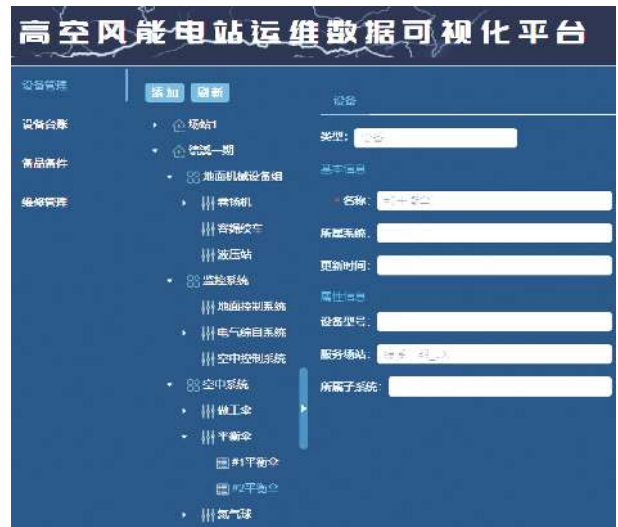 高空风能电站运维数据可视化平台
设备管理
设备台账
备品备件
维修管理
添加 刷新
场站1
绩溪一期
地面机械设备组
卷扬机
容绳绞车
液压站
监控系统
地面控制系统
电气综自系统
空中控制系统
空中系统
做工伞
平衡伞
#1平衡伞
#2平衡伞
氦气球
设备
类型: 设备
基本信息
* 名称:
所属系统:
更新时间:
属性信息
设备型号:
服务场站:
所属子系统: